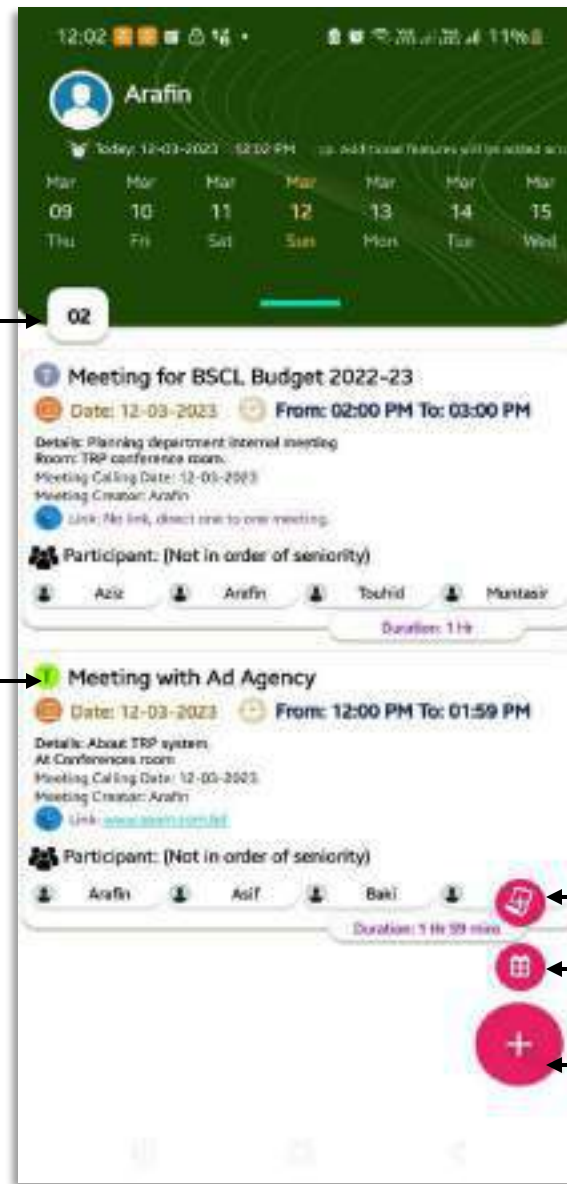 12:02 11%
Arafin
Today: 12-03-2023 12:02 PM Additional features will be added
Mar Mar Mar Mar Mar Mar Mar
09 10 11 12 13 14 15
Thu Fri Sat Sun Mon Tue Wed
02
T Meeting for BSCL Budget 2022-23
Date: 12-03-2023 From: 02:00 PM To: 03:00 PM
Details: Planning department internal meeting
Room: TRP conference room.
Meeting Calling Date: 12-03-2023
Meeting Creator: Arafin
Link: No link, direct one to one meeting.
Participant: (Not in order of seniority)
Aziz Arafin Touhid Muntasir
Duration: 1 Hr
T Meeting with Ad Agency
Date: 12-03-2023 From: 12:00 PM To: 01:59 PM
Details: About TRP system
At Conferences room
Meeting Calling Date: 12-03-2023
Meeting Creator: Arafin
Link:
Participant: (Not in order of seniority)
Arafin Asif Baki
Duration: 1 Hr 59 mins